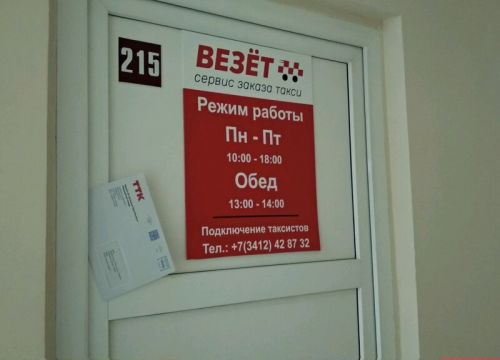 215
ВЕЗЁТ
сервис заказа такси
Режим работы
Пн - Пт
10:00 - 18:00
Обед
13:00 - 14:00
Подключение таксистов
Тел.: +7(3412) 42 87 32
ТТК